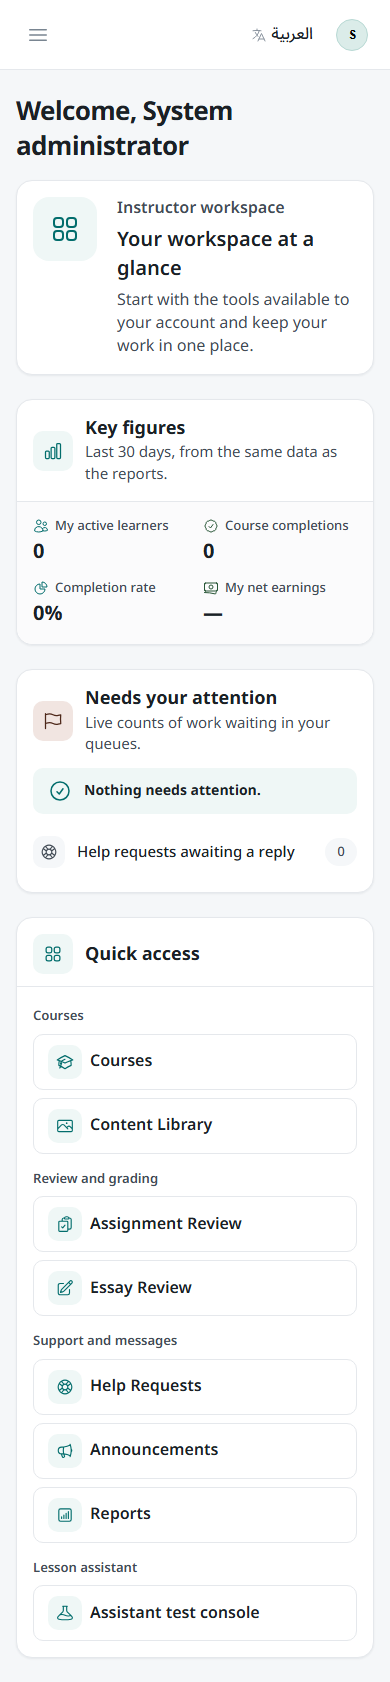 العربية
S
Welcome, System
administrator
Instructor workspace
Your workspace at a
glance
Start with the tools available to
your account and keep your
work in one place.
Key figures
Last 30 days, from the same data as
the reports.
My active learners
0
Course completions
0
Completion rate
0%
My net earnings
—
Needs your attention
Live counts of work waiting in your
queues.
Nothing needs attention.
Help requests awaiting a reply
0
Quick access
Courses
Courses
Content Library
Review and grading
Assignment Review
Essay Review
Support and messages
Help Requests
Announcements
Reports
Lesson assistant
Assistant test console